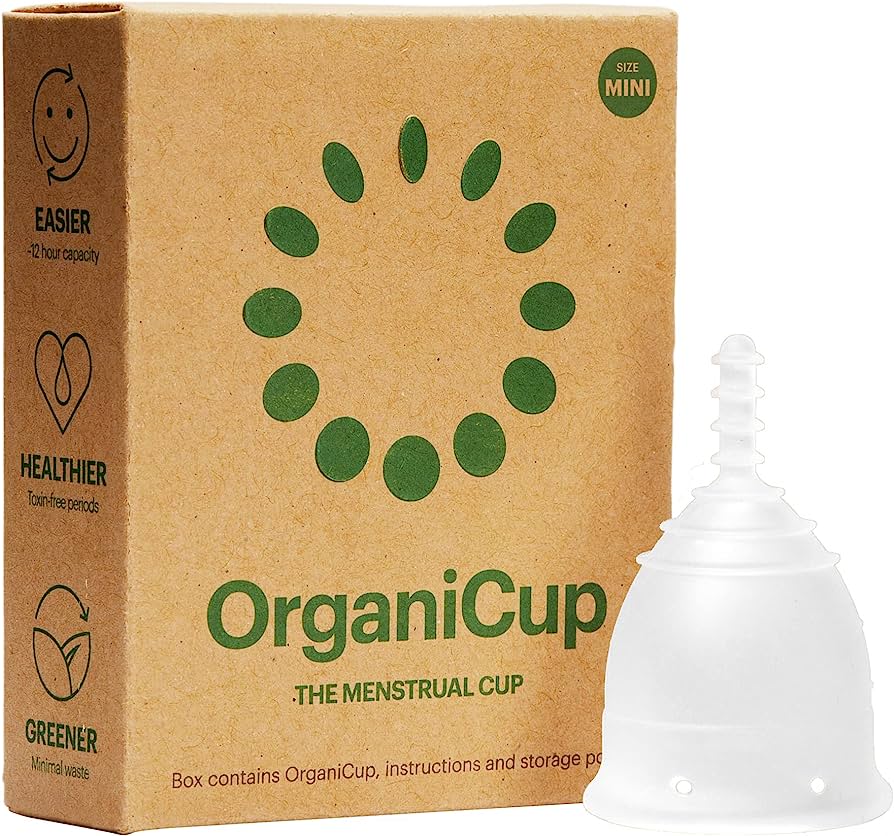 EASIER
~12 hour capacity
HEALTHIER
Toxin-free periods
GREENER
Minimal waste
SIZE
MINI
OrganiCup
THE MENSTRUAL CUP
Box contains OrganiCup, instructions and storage